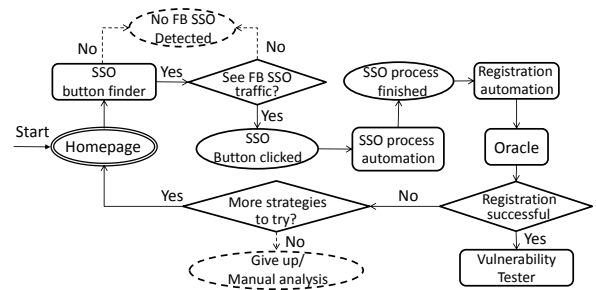 No FB SSO
Detected
No
No
SSO
button finder
Yes
See FB SSO
traffic?
SSO process
finished
Registration
automation
Yes
Start
Homepage
SSO
Button clicked
SSO process
automation
Oracle
Yes
More strategies
to try?
No
Registration
successful
No
Yes
Give up/
Manual analysis
Vulnerability
Tester